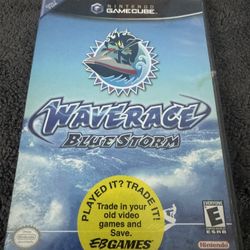 NINTENDO
GAMECUBE
WAVE RACE
BLUE STORM
PLAYED IT? TRADE IT!
Trade in your
old video
games and
Save.
EBGAMES
E
ESRB
Nintendo